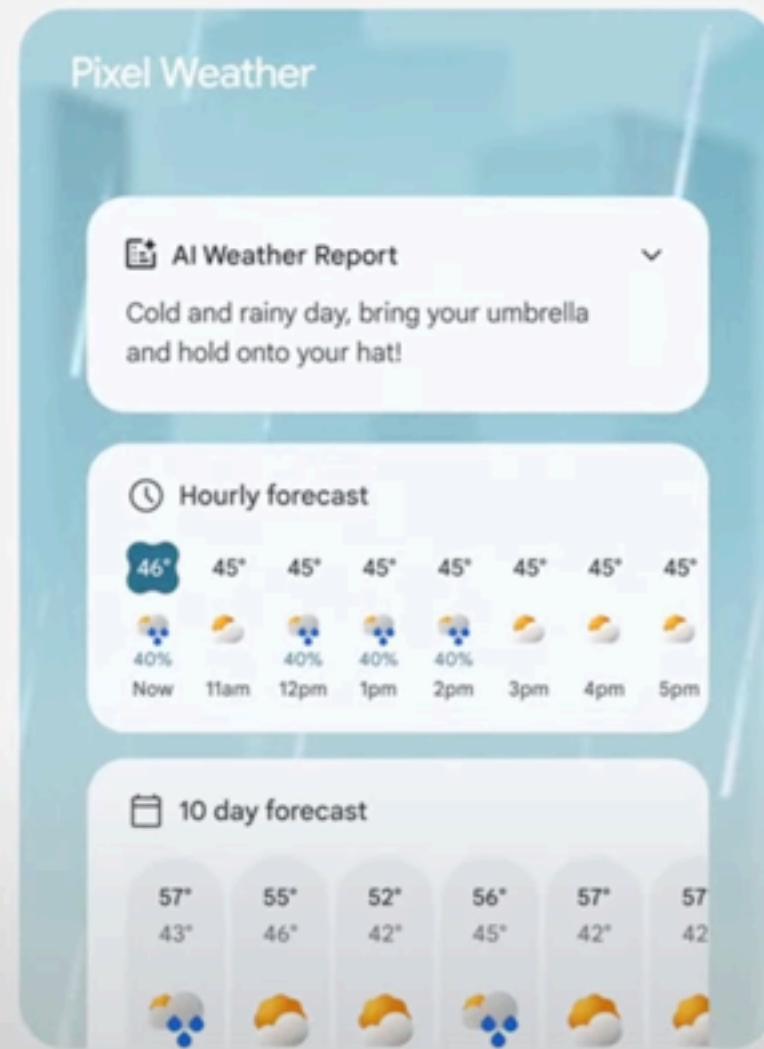 Pixel Weather
AI Weather Report
Cold and rainy day, bring your umbrella
and hold onto your hat!
Hourly forecast
46° 45° 45° 45° 45° 45° 45° 45°
40% 40% 40% 40%
Now 11am 12pm 1pm 2pm 3pm 4pm 5pm
10 day forecast
57° 55° 52° 56° 57° 57
43° 46° 42° 45° 42° 42